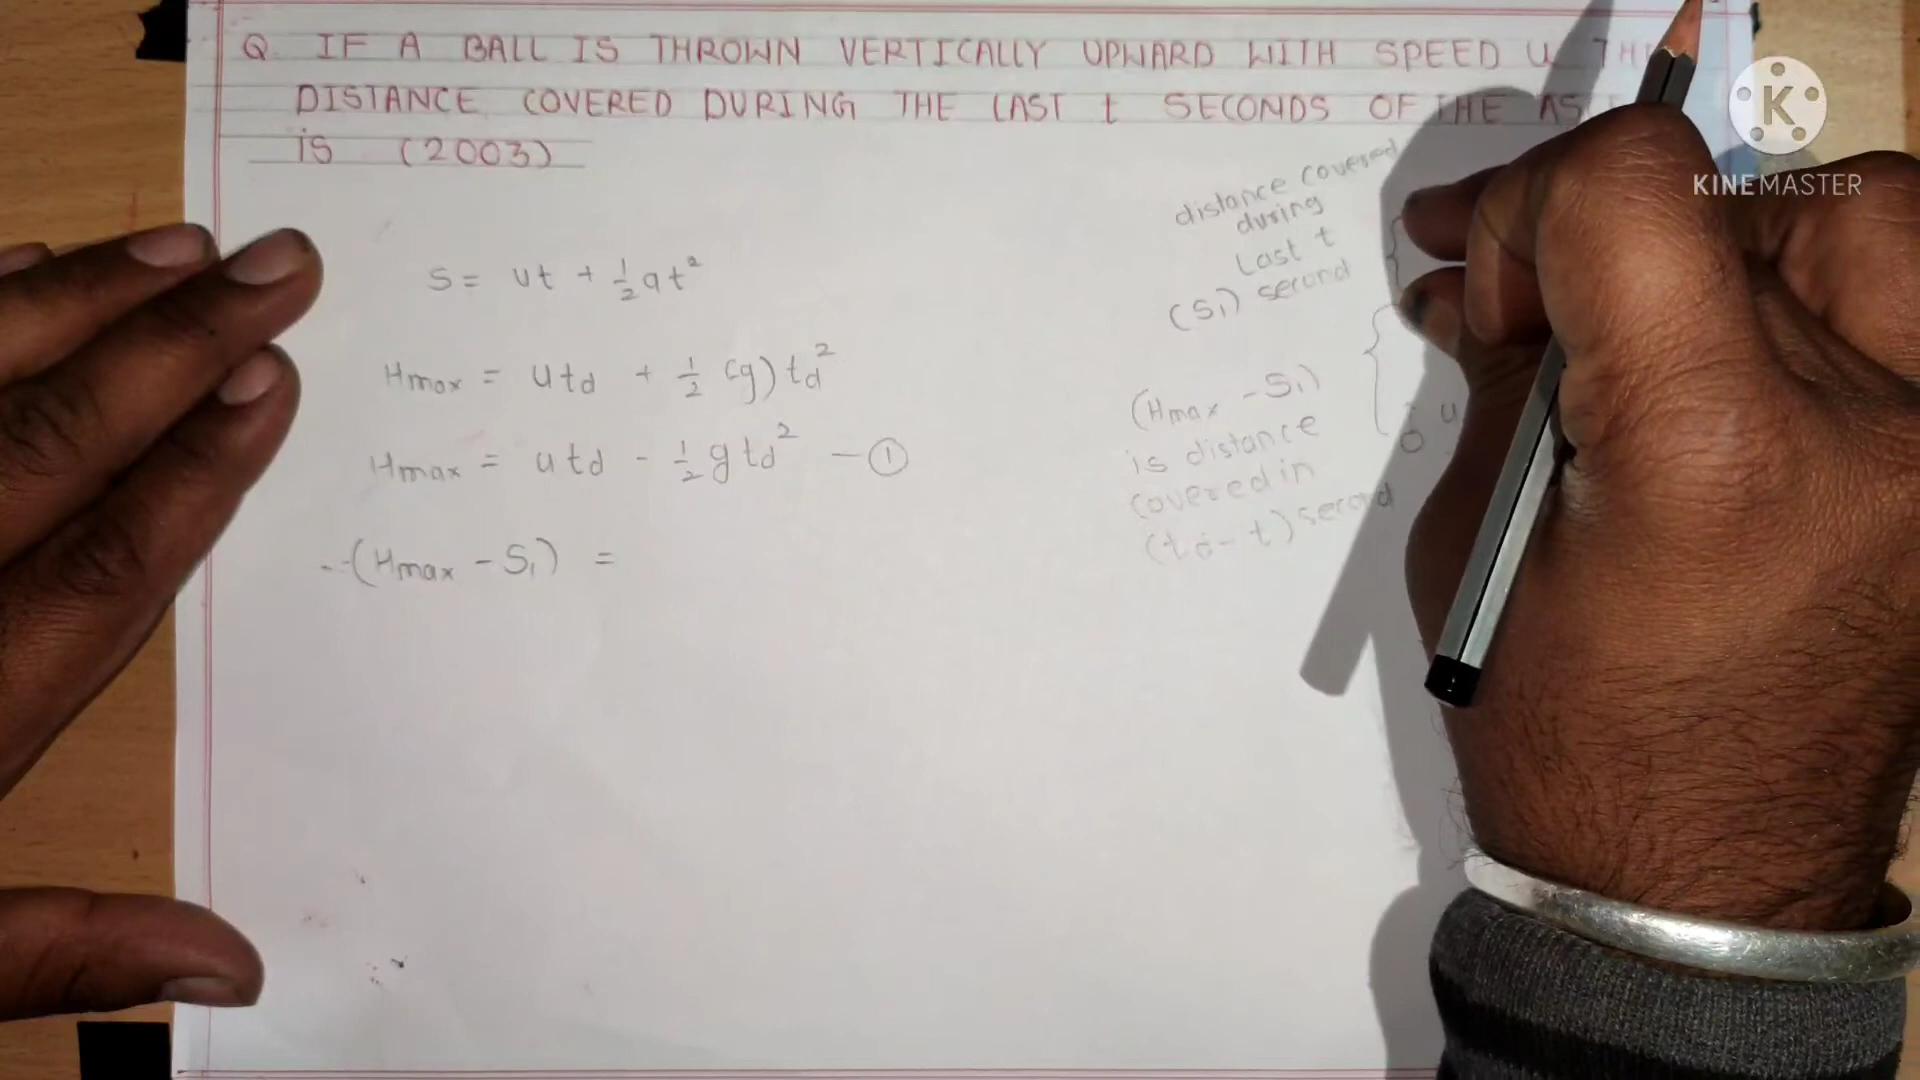 Q. IF A BALL IS THROWN VERTICALLY UPWARD WITH SPEED U
DISTANCE COVERED DURING THE LAST t SECONDS OF THE
is (2003)
S = ut + 1/2 at²
Hmax = utd + 1/2 (g) td²
Hmax = utd - 1/2 g td² - ①
(Hmax - S₁) =
distance covered
during
Last t
(S₁) second
(Hmax - S₁)
is distance
covered in
(td - t) second
u
K
KINEMASTER